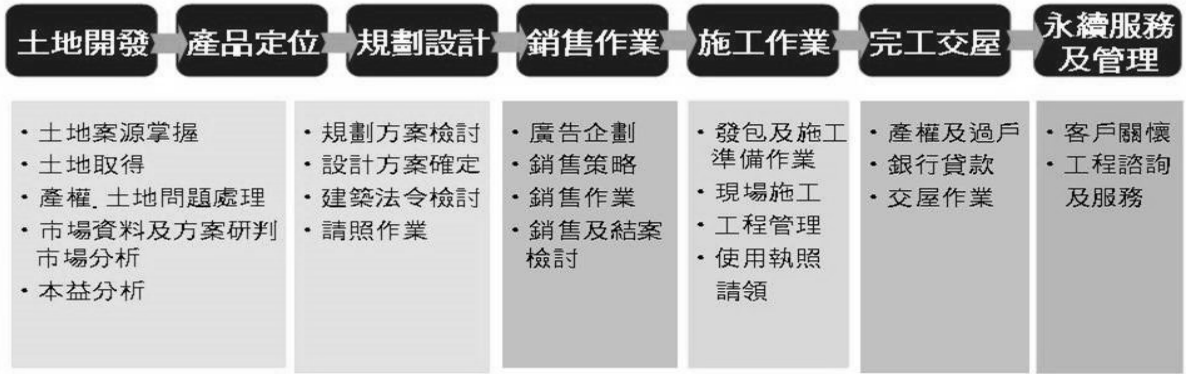 土地開發
產品定位
規劃設計
銷售作業
施工作業
完工交屋
永續服務
及管理
・土地案源掌握
・土地取得
・產權.土地問題處理
・市場資料及方案研判
市場分析
・本益分析
・規劃方案檢討
・設計方案確定
・建築法令檢討
・請照作業
・廣告企劃
・銷售策略
・銷售作業
・銷售及結案
檢討
・發包及施工
準備作業
・現場施工
・工程管理
・使用執照
請領
・產權及過戶
・銀行貸款
・交屋作業
・客戶關懷
・工程諮詢
及服務